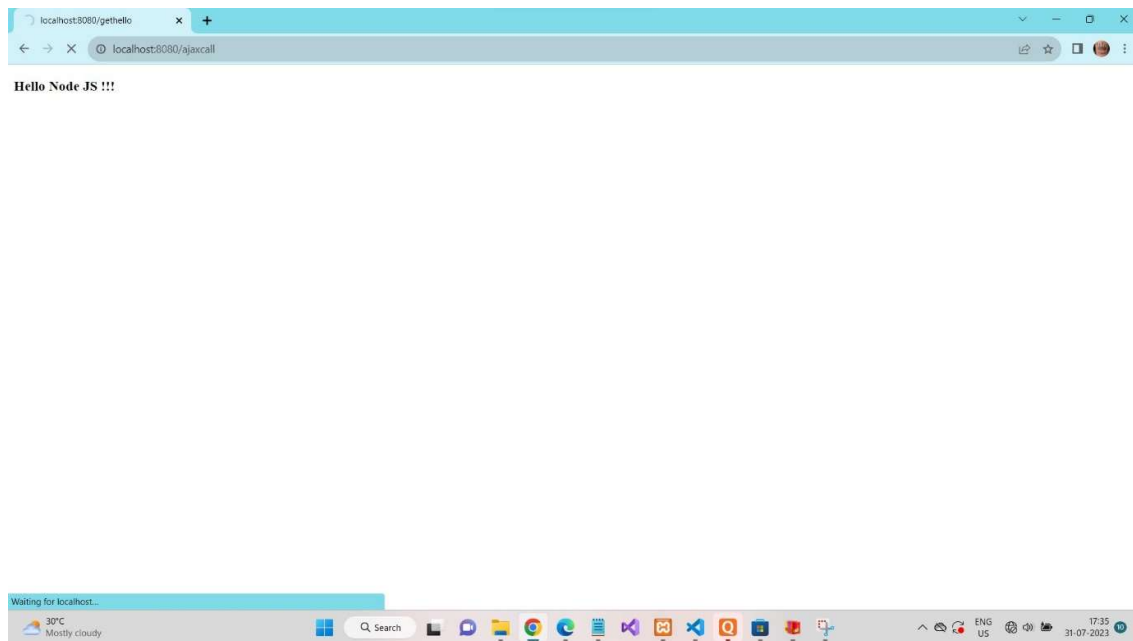 localhost:8080/gethello
localhost:8080/ajaxcall
Hello Node JS !!!
Waiting for localhost...
30°C
Mostly cloudy
Search
ENG
US
17:35
31-07-2023
10